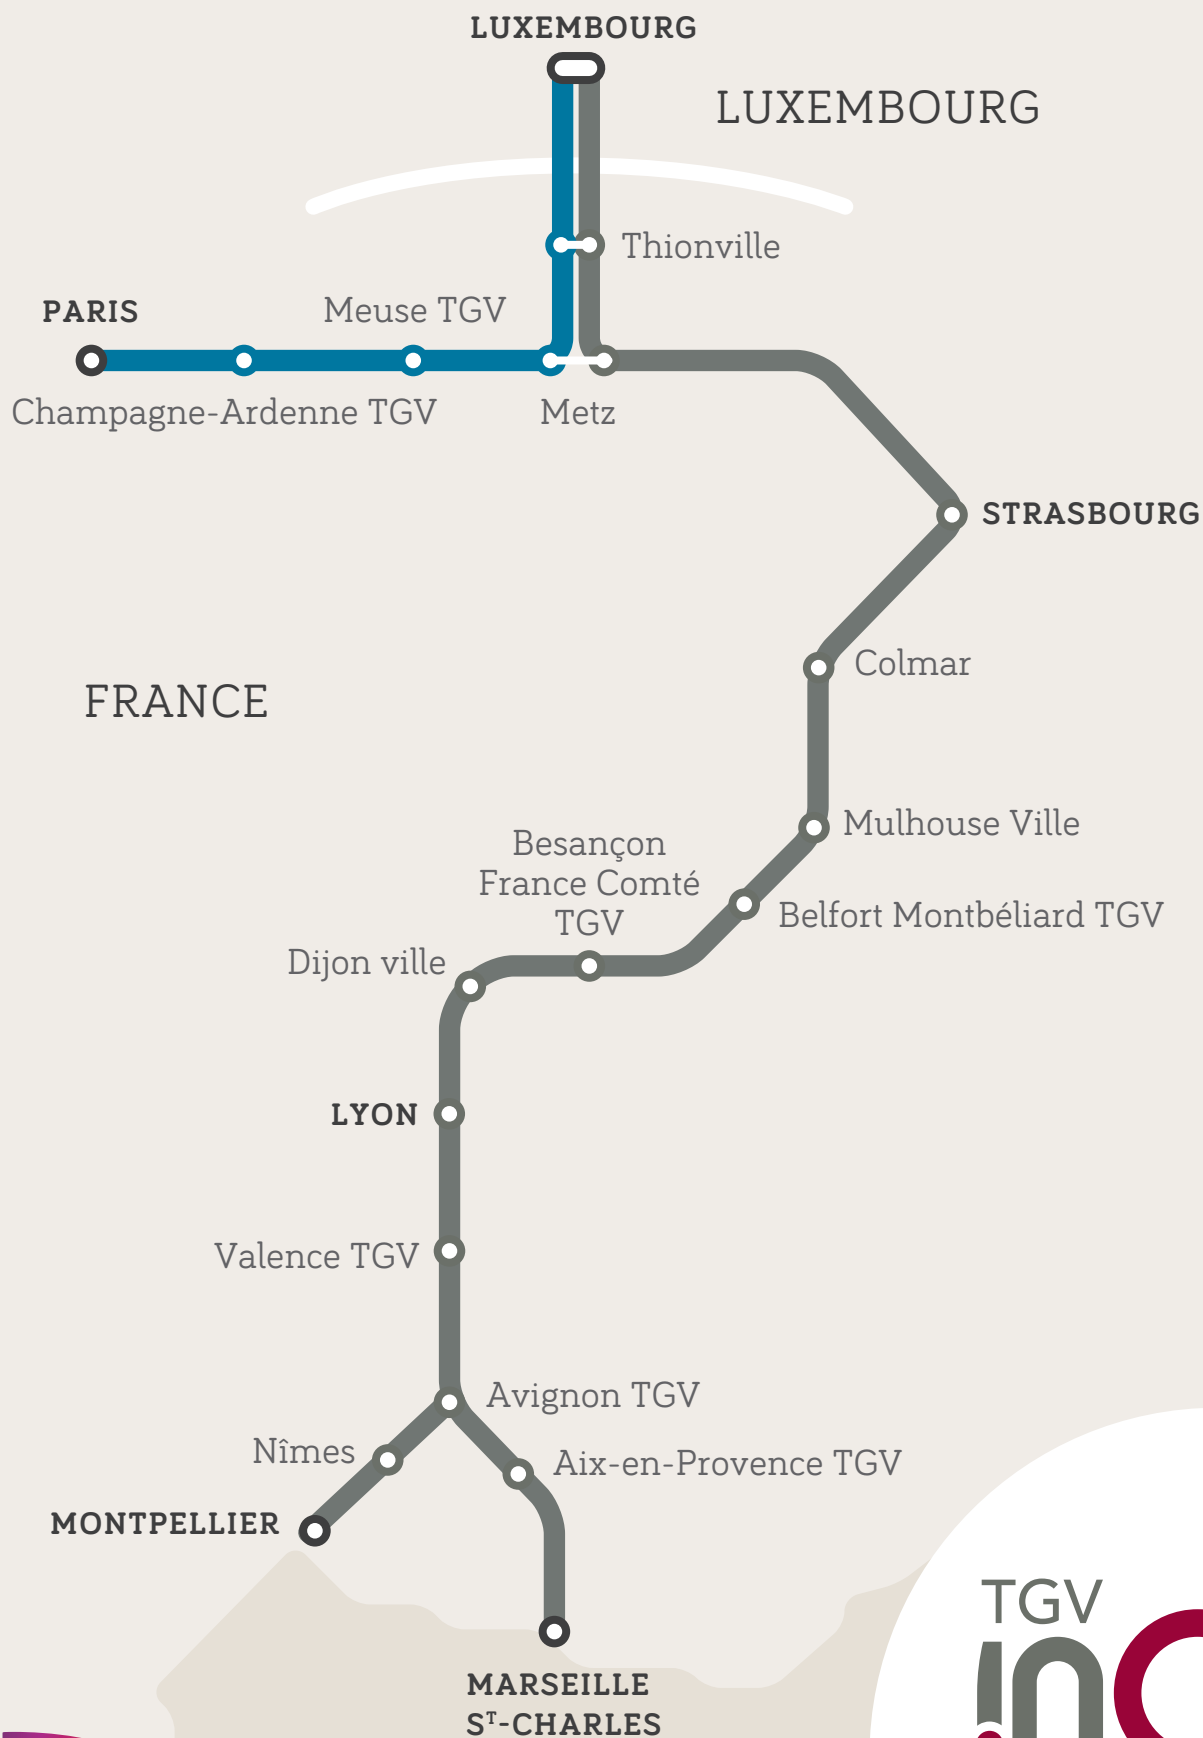 LUXEMBOURG
LUXEMBOURG
Thionville
PARIS
Meuse TGV
Champagne-Ardenne TGV
Metz
STRASBOURG
Colmar
FRANCE
Mulhouse Ville
Besançon
France Comté
TGV
Belfort Montbéliard TGV
Dijon ville
LYON
Valence TGV
Avignon TGV
Nîmes
Aix-en-Provence TGV
MONTPELLIER
MARSEILLE
Sᵀ-CHARLES
TGV